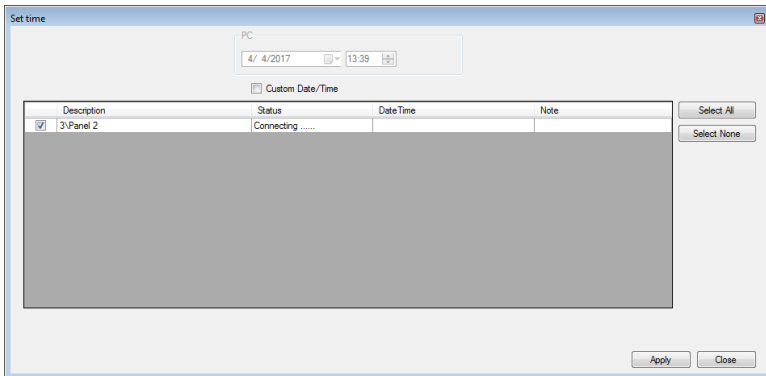 Set time
PC
4/ 4/2017 13:39
Custom Date/Time
Description Status DateTime Note
3\Panel 2 Connecting ......
Select All
Select None
Apply Close